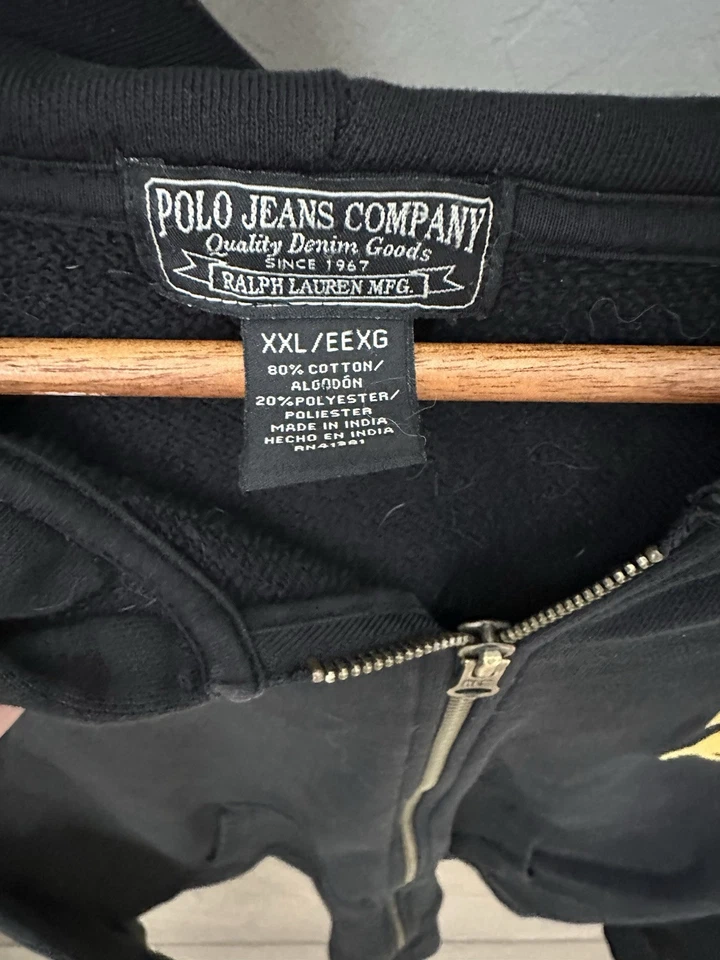 POLO JEANS COMPANY
Quality Denim Goods
SINCE 1967
RALPH LAUREN MFG.
XXL/EEXG
80% COTTON/
ALGODÓN
20%POLYESTER/
POLIESTER
MADE IN INDIA
HECHO EN INDIA
RN41381